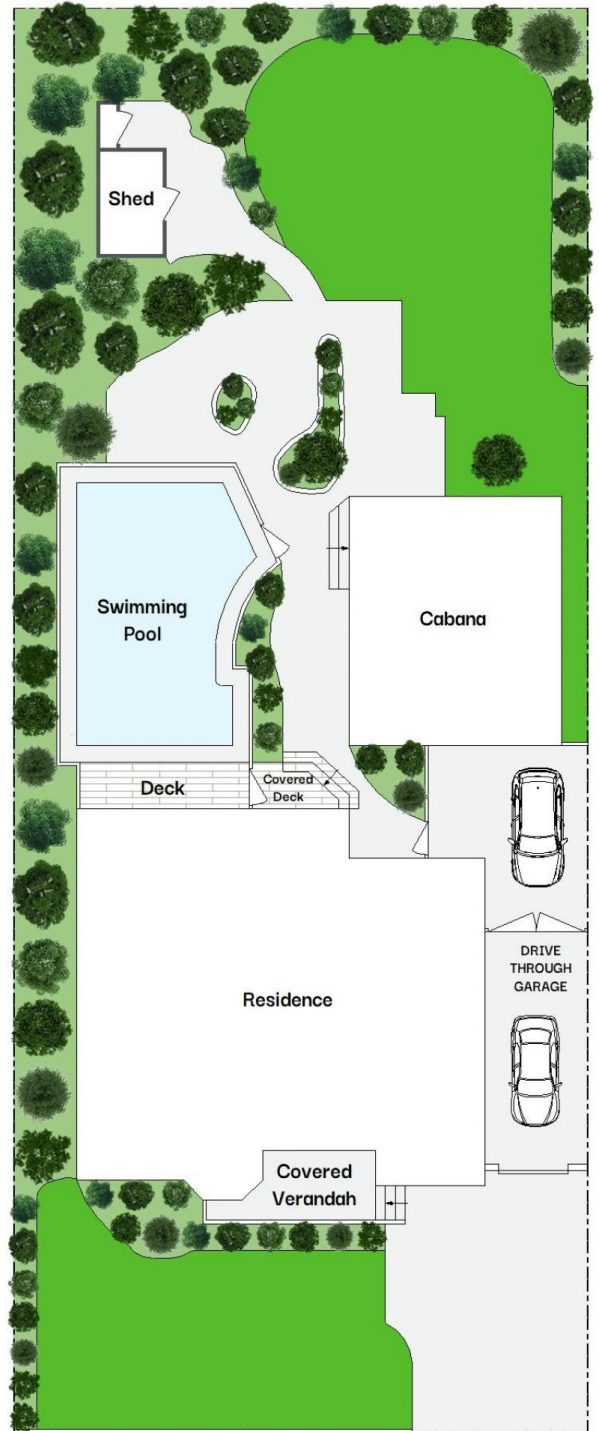 Shed
Swimming
Pool
Cabana
Deck
Covered
Deck
DRIVE
THROUGH
GARAGE
Residence
Covered
Verandah